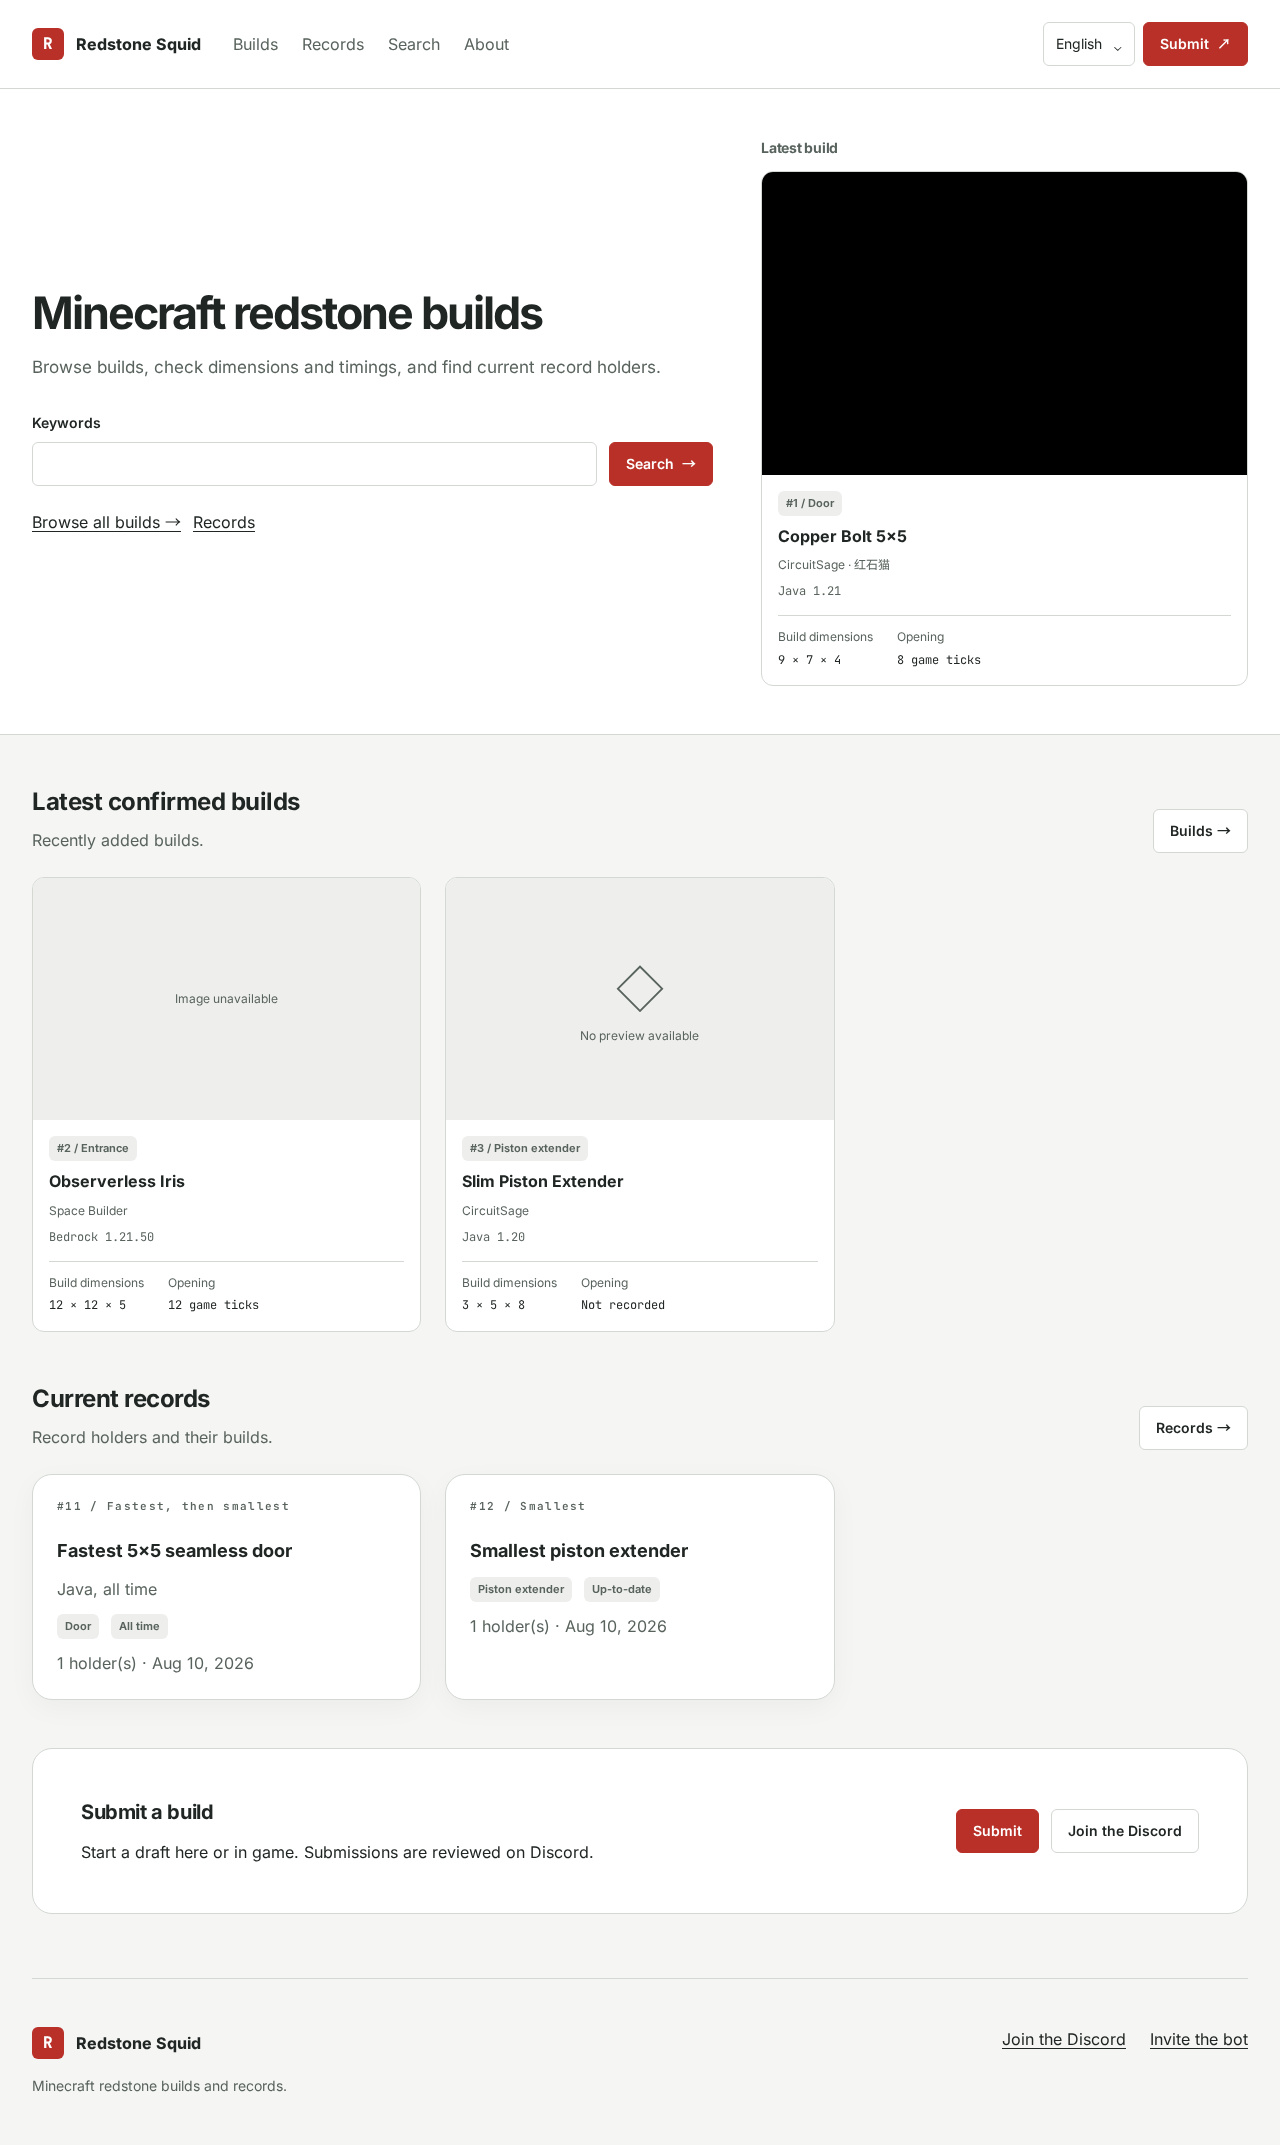 R Redstone Squid Builds Records Search About English Submit ↗
Latest build
Minecraft redstone builds
Browse builds, check dimensions and timings, and find current record holders.
Keywords
Search →
Browse all builds → Records
#1 / Door
Copper Bolt 5×5
CircuitSage · 红石猫
Java 1.21
Build dimensions Opening
9 × 7 × 4 8 game ticks
Latest confirmed builds
Recently added builds.
Builds →
Image unavailable
#2 / Entrance
Observerless Iris
Space Builder
Bedrock 1.21.50
Build dimensions Opening
12 × 12 × 5 12 game ticks
No preview available
#3 / Piston extender
Slim Piston Extender
CircuitSage
Java 1.20
Build dimensions Opening
3 × 5 × 8 Not recorded
Current records
Record holders and their builds.
Records →
#11 / Fastest, then smallest
Fastest 5×5 seamless door
Java, all time
Door All time
1 holder(s) · Aug 10, 2026
#12 / Smallest
Smallest piston extender
Piston extender Up-to-date
1 holder(s) · Aug 10, 2026
Submit a build
Start a draft here or in game. Submissions are reviewed on Discord.
Submit Join the Discord
R Redstone Squid
Minecraft redstone builds and records.
Join the Discord Invite the bot